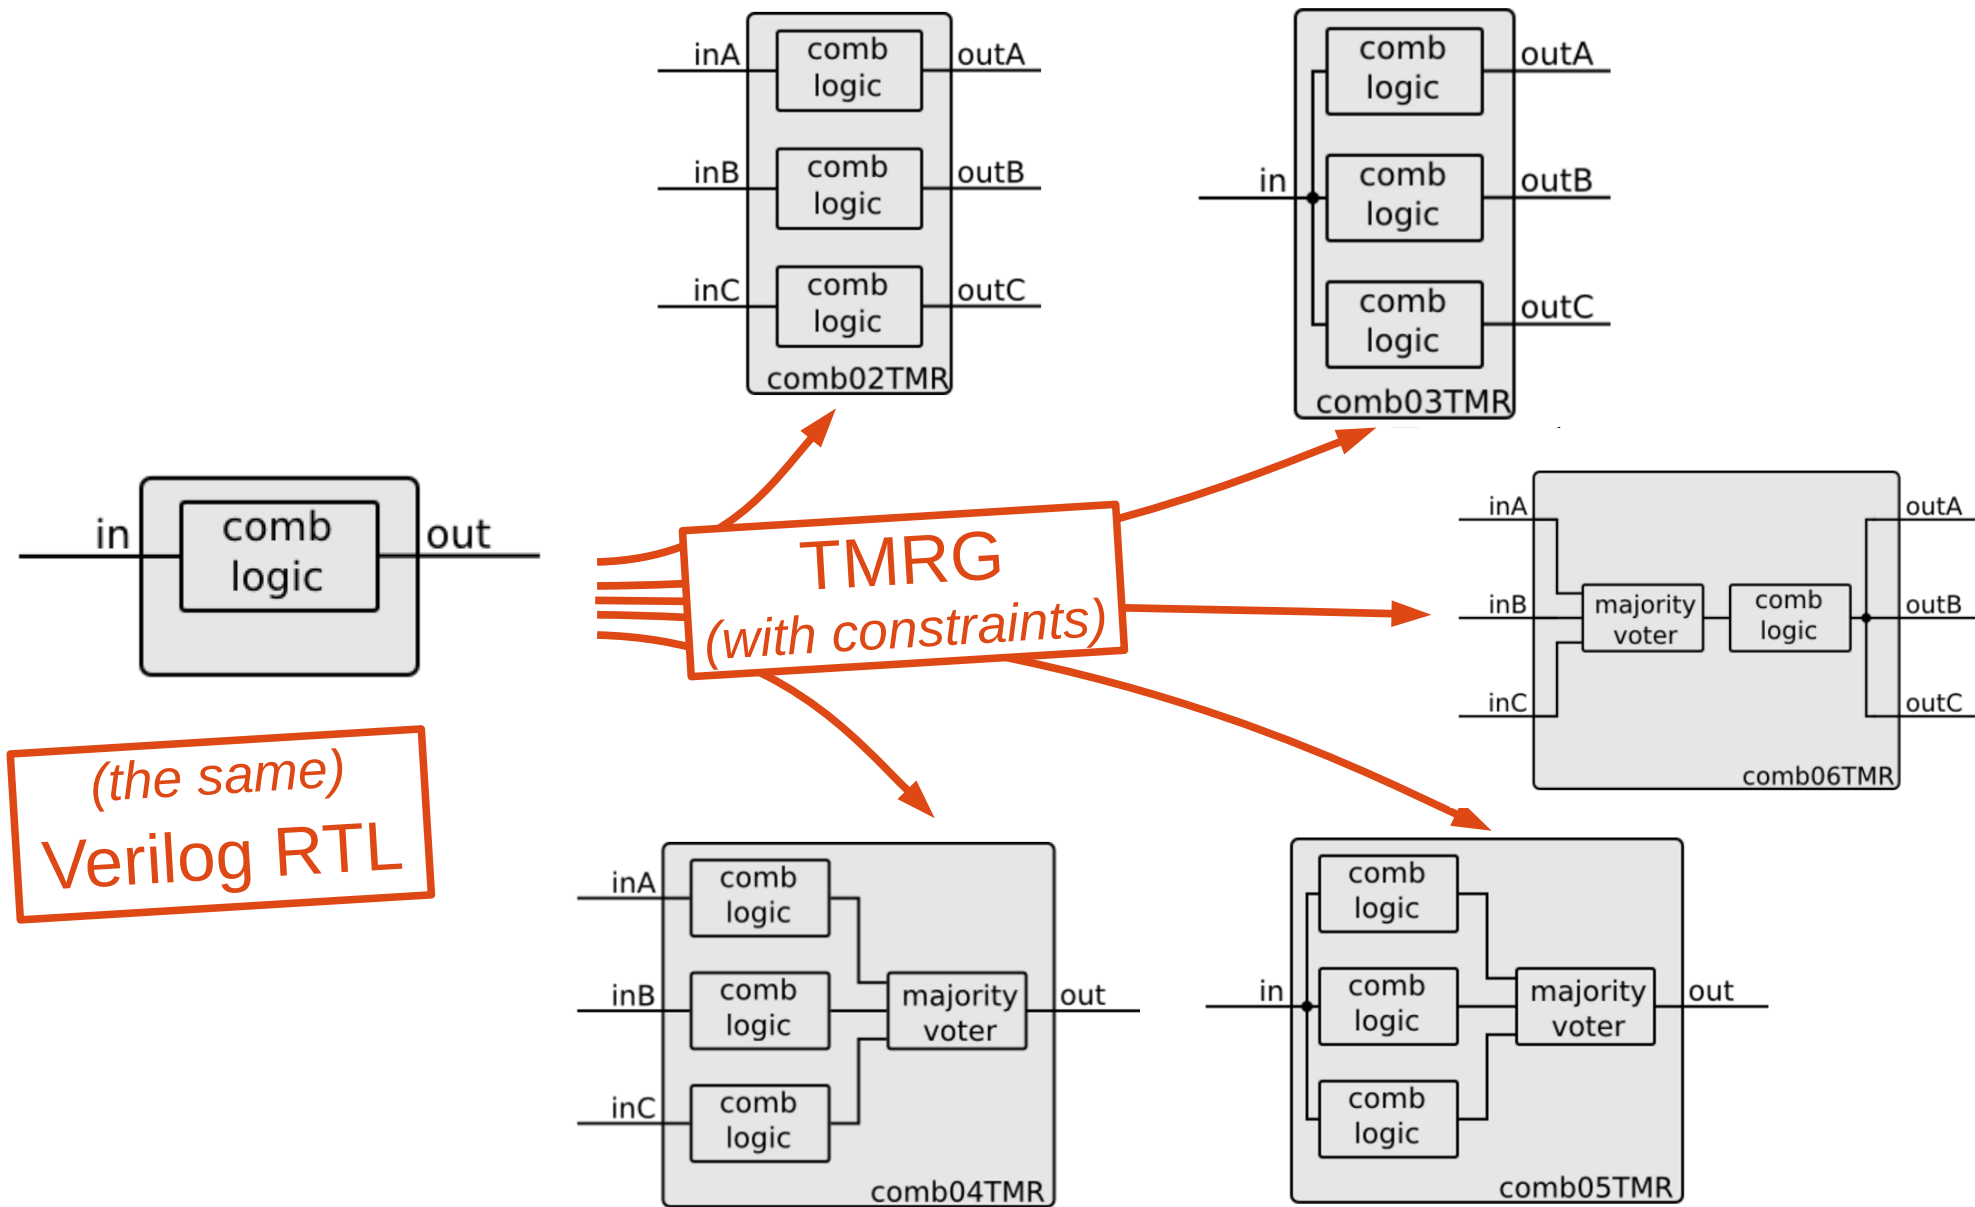 inA
comb
logic
outA
inB
comb
logic
outB
inC
comb
logic
outC
comb02TMR
in
comb
logic
outA
comb
logic
outB
comb
logic
outC
comb03TMR
in
comb
logic
out
(the same)
Verilog RTL
TMRG
(with constraints)
inA
inB
inC
majority
voter
comb
logic
outA
outB
outC
comb06TMR
inA
comb
logic
inB
comb
logic
inC
comb
logic
majority
voter
out
comb04TMR
in
comb
logic
comb
logic
comb
logic
majority
voter
out
comb05TMR